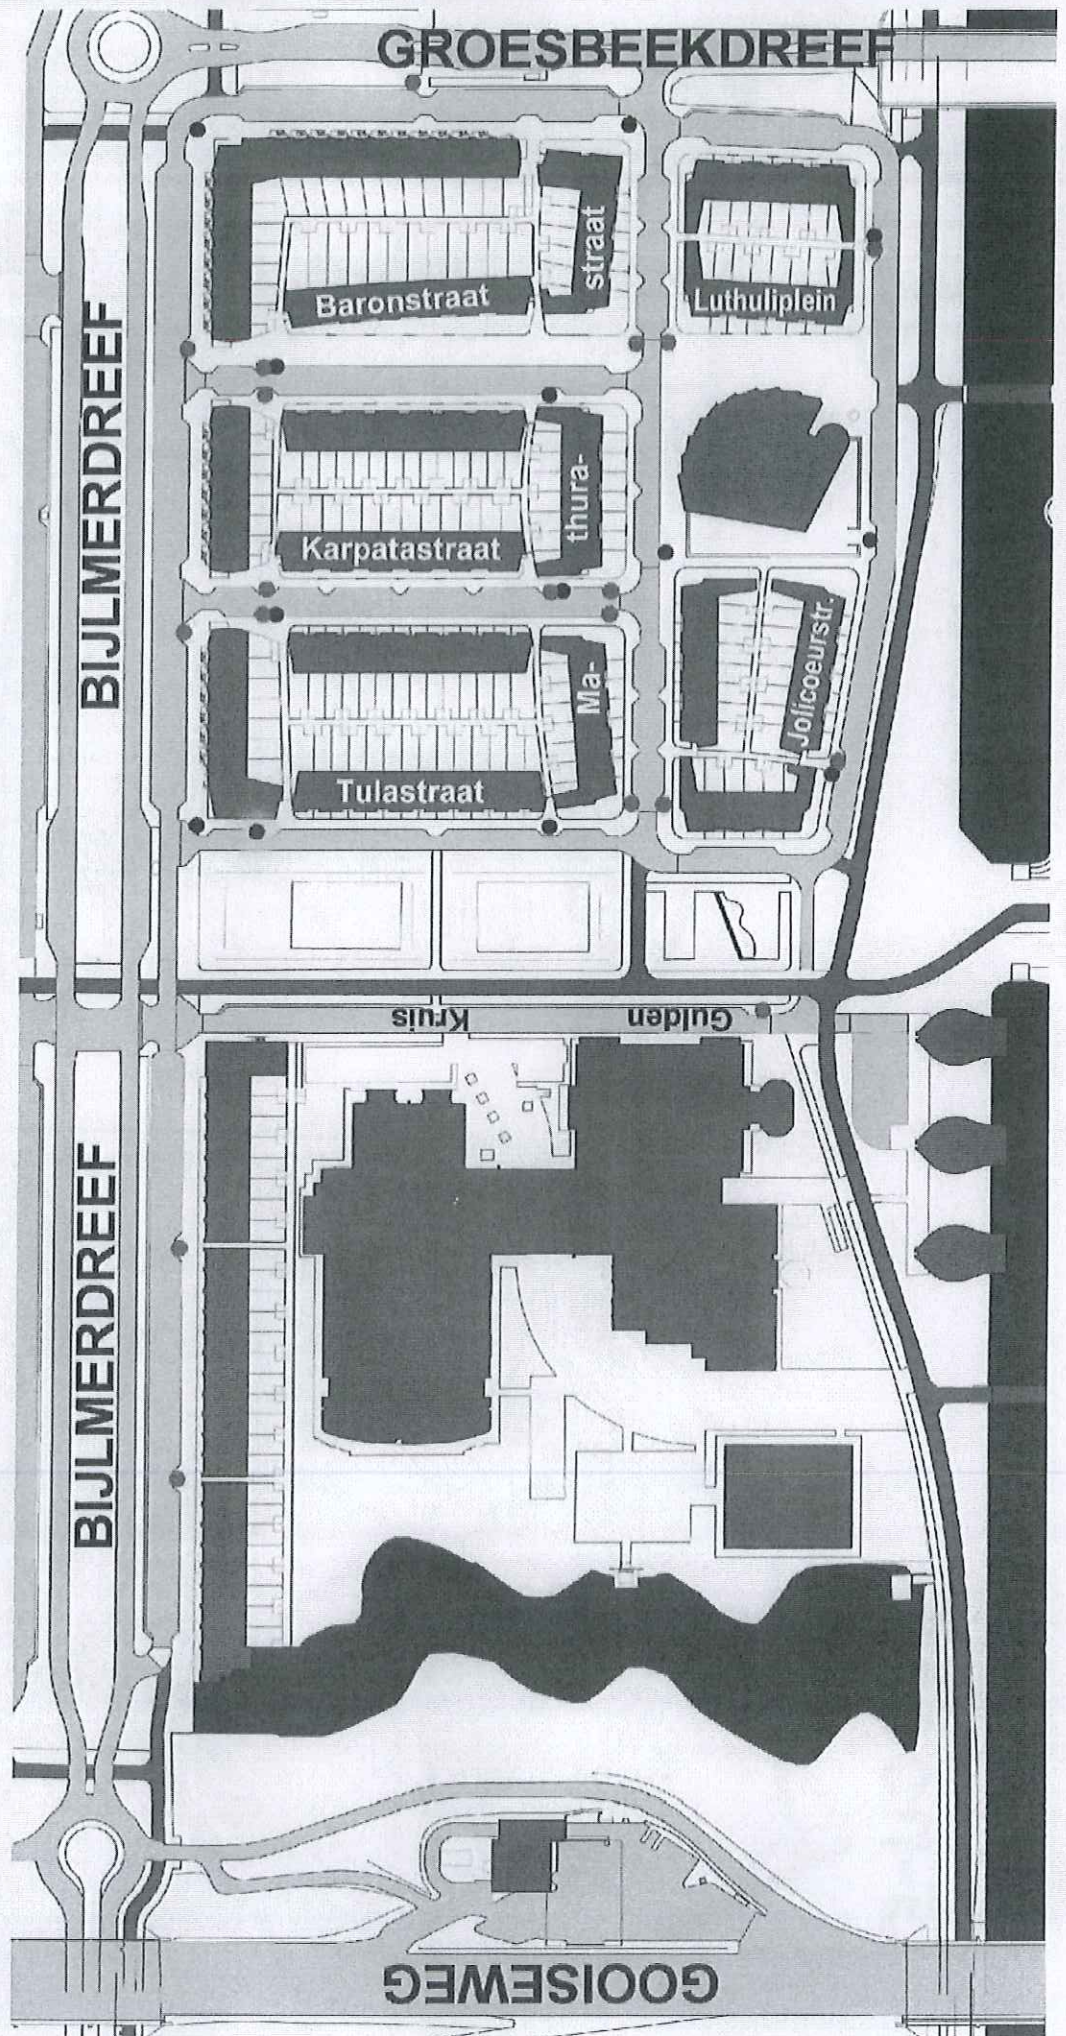 GROESBEEKDREEF
straat
Baronstraat
Luthuliplein
BIJLMERDREEF
thura-
Karpatastraat
Ma-
Jolicoeurstr.
Tulastraat
Gulden Kruis
BIJLMERDREEF
GOOISEWEG